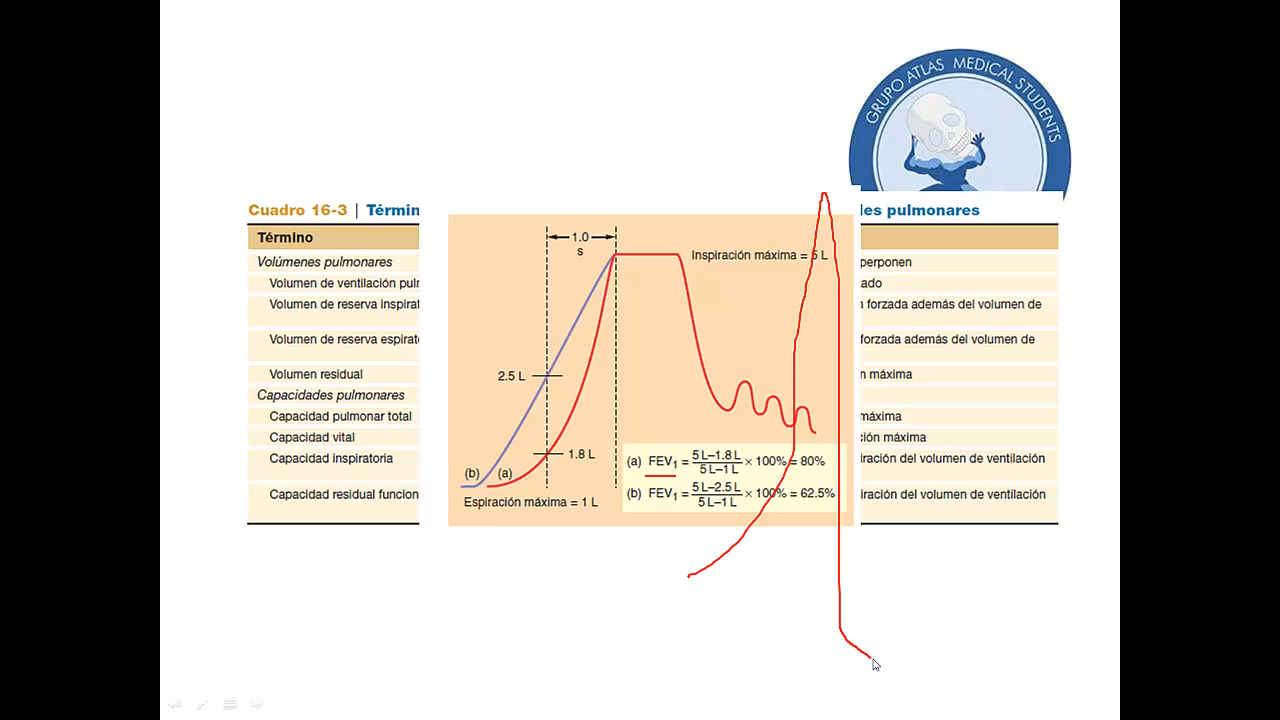 GRUPO ATLAS MEDICAL STUDENTS
Cuadro 16-3 | Términ
les pulmonares
Término
Volúmenes pulmonares
perponen
Volumen de ventilación pulr
ado
Volumen de reserva inspirat
n forzada además del volumen de
Volumen de reserva espirato
forzada además del volumen de
Volumen residual
n máxima
Capacidades pulmonares
Capacidad pulmonar total
máxima
Capacidad vital
ción máxima
Capacidad inspiratoria
iración del volumen de ventilación
Capacidad residual funcion
iración del volumen de ventilación
1.0
s
Inspiración máxima = 5 L
2.5 L
1.8 L
(b) (a)
Espiración máxima = 1 L
(a) FEV₁ = 5 L–1.8 L / 5 L–1 L × 100% = 80%
(b) FEV₁ = 5 L–2.5 L / 5 L–1 L × 100% = 62.5%